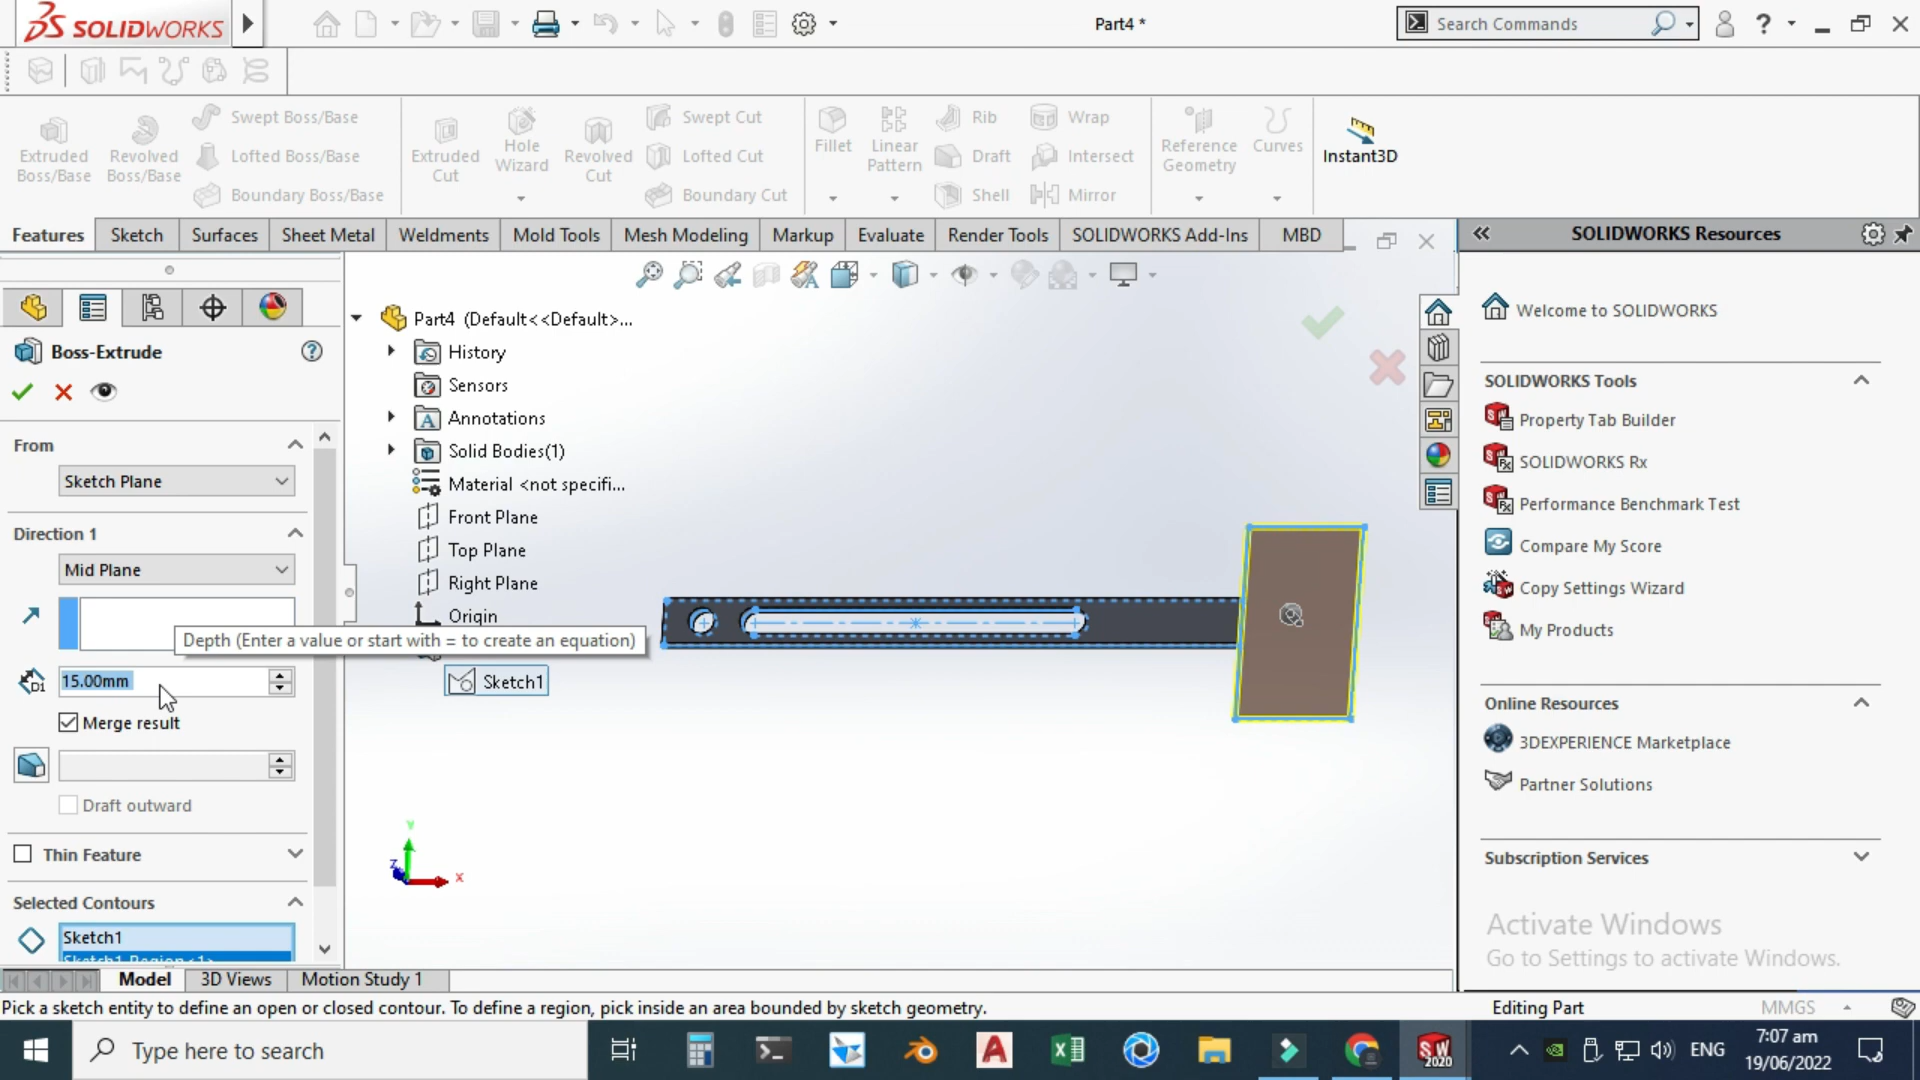 SOLIDWORKS
Part4 *
Search Commands
Extruded
Boss/Base
Revolved
Boss/Base
Swept Boss/Base
Lofted Boss/Base
Boundary Boss/Base
Extruded
Cut
Hole
Wizard
Revolved
Cut
Swept Cut
Lofted Cut
Boundary Cut
Fillet
Linear
Pattern
Rib
Draft
Shell
Wrap
Intersect
Mirror
Reference
Geometry
Curves
Instant3D
Features
Sketch
Surfaces
Sheet Metal
Weldments
Mold Tools
Mesh Modeling
Markup
Evaluate
Render Tools
SOLIDWORKS Add-Ins
MBD
SOLIDWORKS Resources
Boss-Extrude
From
Sketch Plane
Direction 1
Mid Plane
Depth (Enter a value or start with = to create an equation)
D1
15.00mm
Merge result
Draft outward
Thin Feature
Selected Contours
Sketch1
Sketch1-Region<1>
Part4 (Default<<Default>...
History
Sensors
Annotations
Solid Bodies(1)
Material <not specifi...
Front Plane
Top Plane
Right Plane
Origin
Sketch1
Y
Z
X
Welcome to SOLIDWORKS
SOLIDWORKS Tools
Property Tab Builder
SOLIDWORKS Rx
Performance Benchmark Test
Compare My Score
Copy Settings Wizard
My Products
Online Resources
3DEXPERIENCE Marketplace
Partner Solutions
Subscription Services
Activate Windows
Go to Settings to activate Windows.
Model
3D Views
Motion Study 1
Pick a sketch entity to define an open or closed contour. To define a region, pick inside an area bounded by sketch geometry.
Editing Part
MMGS
Type here to search
SW
2020
ENG
7:07 am
19/06/2022